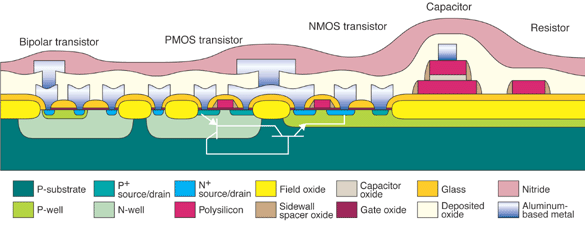 Capacitor
NMOS transistor
Resistor
PMOS transistor
Bipolar transistor
P-substrate
P+ source/drain
N+ source/drain
Field oxide
Capacitor oxide
Glass
Nitride
P-well
N-well
Polysilicon
Sidewall spacer oxide
Gate oxide
Deposited oxide
Aluminum-based metal